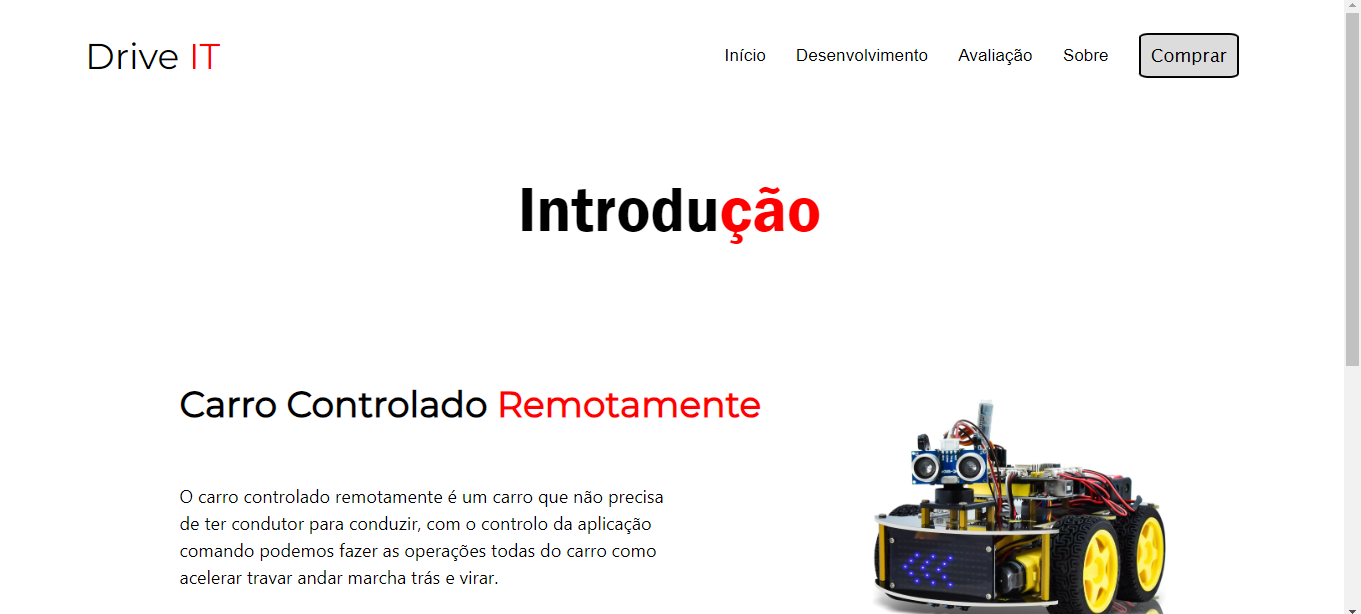 Drive IT
Início Desenvolvimento Avaliação Sobre Comprar
Introdução
Carro Controlado Remotamente
O carro controlado remotamente é um carro que não precisa
de ter condutor para conduzir, com o controlo da aplicação
comando podemos fazer as operações todas do carro como
acelerar travar andar marcha trás e virar.